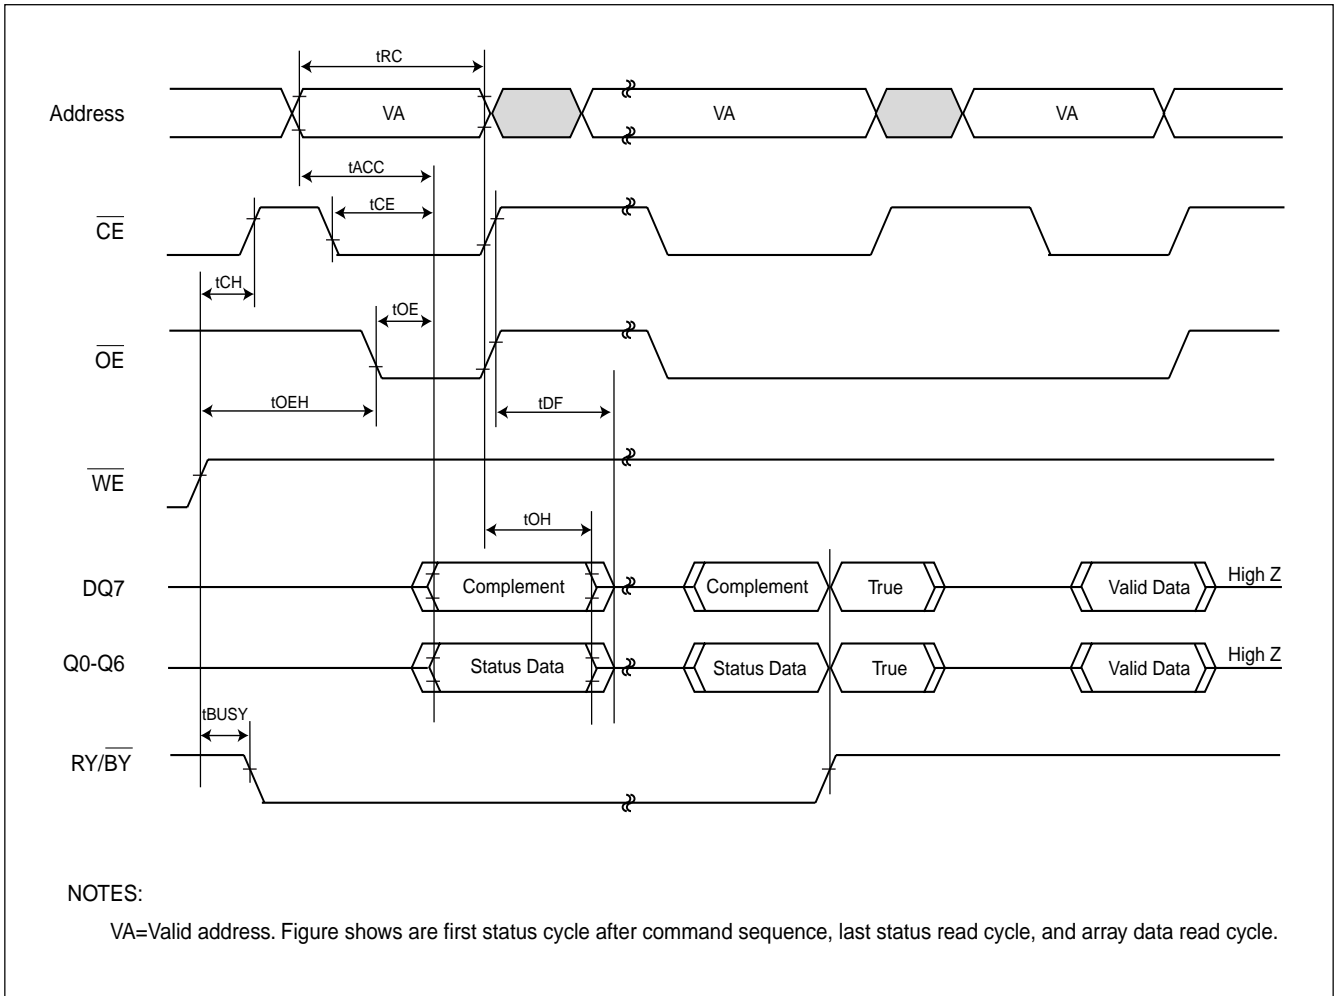 tRC
Address VA VA VA
tACC
tCE
CE
tCH
tOE
OE
tOEH tDF
WE
tOH
DQ7 Complement Complement True Valid Data High Z
Q0-Q6 Status Data Status Data True Valid Data High Z
tBUSY
RY/BY
NOTES:
VA=Valid address. Figure shows are first status cycle after command sequence, last status read cycle, and array data read cycle.